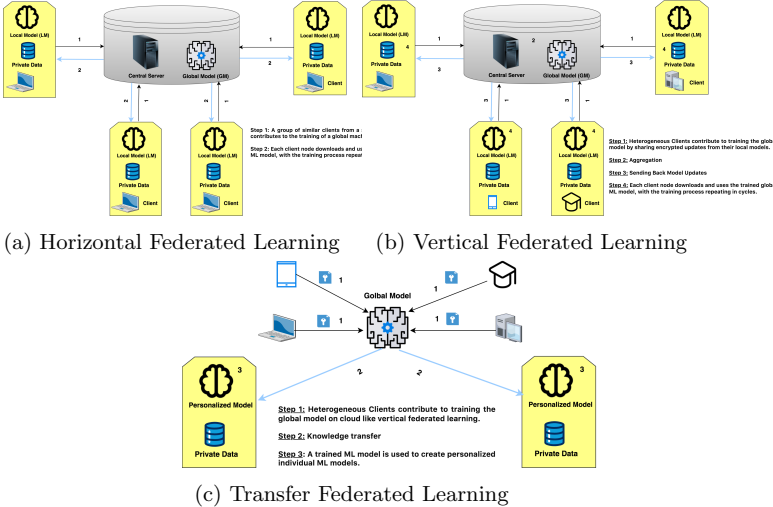 Local Model (LM)
Private Data
1
2
Central Server
Global Model (GM)
1
2
Local Model (LM)
Private Data
Client
2
1
2
1
Local Model (LM)
Private Data
Client
Local Model (LM)
Private Data
Client
Step 1: A group of similar clients from a
contributes to the training of a global
Step 2: Each client node downloads and
ML model, with the training process
(a) Horizontal Federated Learning
Local Model (LM)
4
Private Data
1
3
2
Central Server
Global Model (GM)
1
3
Local Model (LM)
4
Private Data
Client
3
1
3
1
4
Local Model (LM)
Private Data
Client
4
Local Model (LM)
Private Data
Client
Step 1: Heterogeneous Clients contribute to training the
model by sharing encrypted updates from their local models.
Step 2: Aggregation
Step 3: Sending Back Model Updates
Step 4: Each client node downloads and uses the trained
ML model, with the training process repeating in cycles.
(b) Vertical Federated Learning
1
1
Golbal Model
1
1
2
2
3
Personalized Model
Private Data
3
Personalized Model
Private Data
Step 1: Heterogeneous Clients contribute to training the
global model on cloud like vertical federated learning.
Step 2: Knowledge transfer
Step 3: A trained ML model is used to create personalized
individual ML models.
(c) Transfer Federated Learning